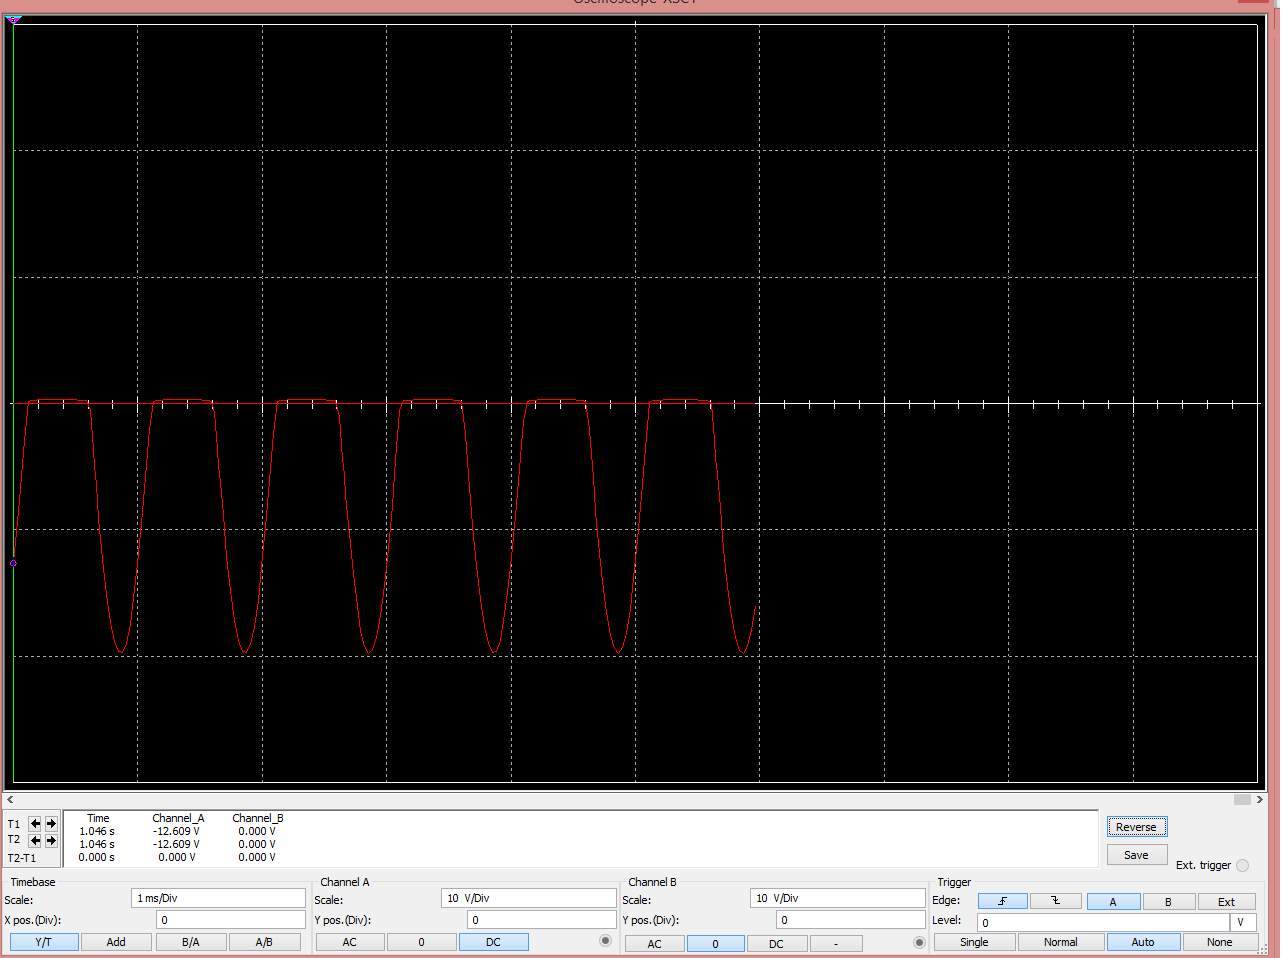 Oscilloscope-XSC1
Time Channel_A Channel_B
T1 1.046 s -12.609 V 0.000 V
T2 1.046 s -12.609 V 0.000 V
T2-T1 0.000 s 0.000 V 0.000 V
Reverse
Save
Ext. trigger
Timebase
Scale: 1 ms/Div
X pos.(Div): 0
Y/T Add B/A A/B
Channel A
Scale: 10 V/Div
Y pos.(Div): 0
AC 0 DC
Channel B
Scale: 10 V/Div
Y pos.(Div): 0
AC 0 DC -
Trigger
Edge: A B Ext
Level: 0 V
Single Normal Auto None